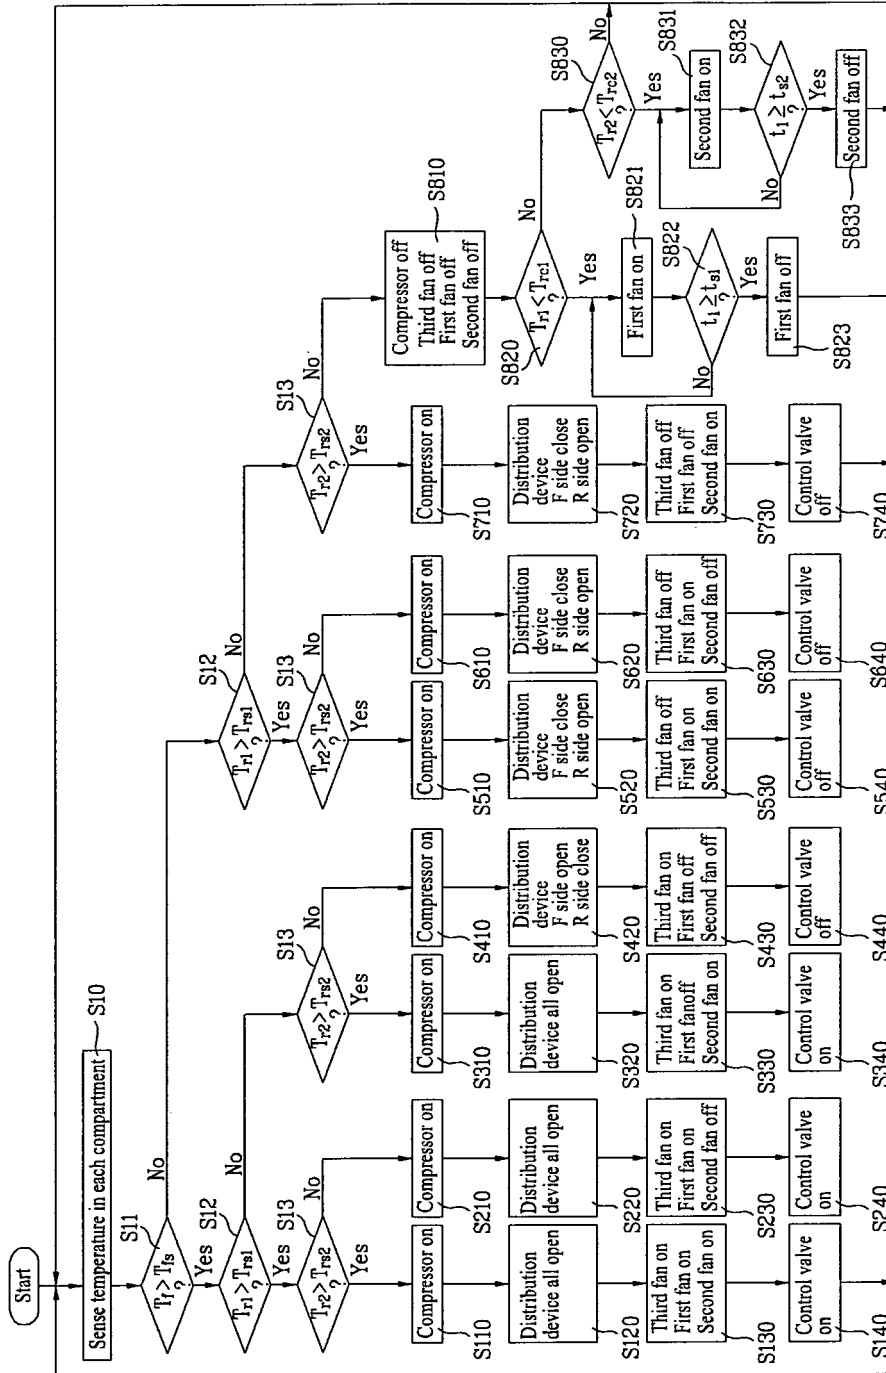 Start
Sense temperature in each compartment
S10
Tf > Tfs
?
S11
Yes
No
Tr1 > Trs1
?
S12
Yes
No
Tr2 > Trs2
?
S13
Yes
No
Compressor on
S110
Distribution
device all open
S120
Third fan on
First fan on
Second fan on
S130
Control valve
on
S140
Compressor on
S210
Distribution
device all open
S220
Third fan on
First fan on
Second fan off
S230
Control valve
on
S240
Tr2 > Trs2
?
S13
Yes
No
Compressor on
S310
Distribution
device all open
S320
Third fan on
First fanoff
Second fan on
S330
Control valve
on
S340
Compressor on
S410
Distribution
device
F side open
R side close
S420
Third fan on
First fan off
Second fan off
S430
Control valve
off
S440
Tr1 > Trs1
?
S12
Yes
No
Tr2 > Trs2
?
S13
Yes
No
Compressor on
S510
Distribution
device
F side close
R side open
S520
Third fan off
First fan on
Second fan on
S530
Control valve
off
S540
Compressor on
S610
Distribution
device
F side close
R side open
S620
Third fan off
First fan on
Second fan off
S630
Control valve
off
S640
Tr2 > Trs2
?
S13
Yes
No
Compressor on
S710
Distribution
device
F side close
R side open
S720
Third fan off
First fan off
Second fan on
S730
Control valve
off
S740
Compressor off
Third fan off
First fan off
Second fan off
S810
Tr1 < Trc1
?
S820
Yes
No
First fan on
S821
t1 ≥ ts1
?
S822
No
Yes
First fan off
S823
Tr2 < Trc2
?
S830
No
Yes
Second fan on
S831
t1 ≥ ts2
?
S832
No
Yes
Second fan off
S833